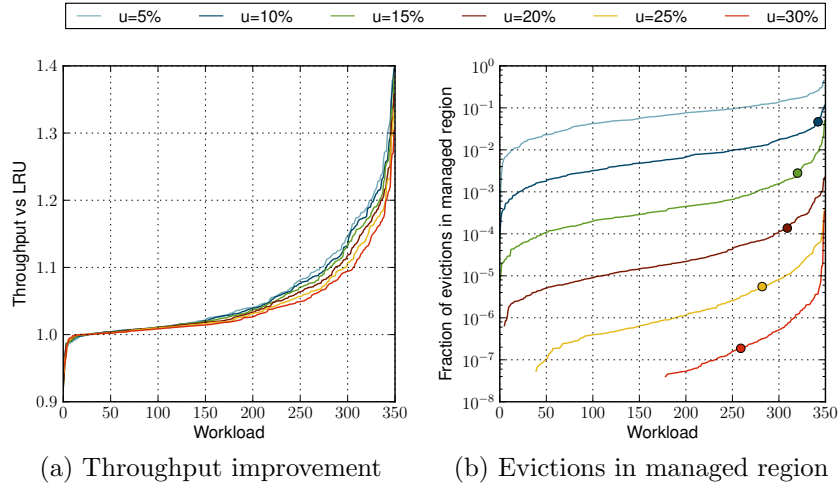 u=5% u=10% u=15% u=20% u=25% u=30%
Throughput vs LRU
1.4
1.3
1.2
1.1
1.0
0.9
0 50 100 150 200 250 300 350
Workload
(a) Throughput improvement
Fraction of evictions in managed region
10^0
10^-1
10^-2
10^-3
10^-4
10^-5
10^-6
10^-7
10^-8
0 50 100 150 200 250 300 350
Workload
(b) Evictions in managed region